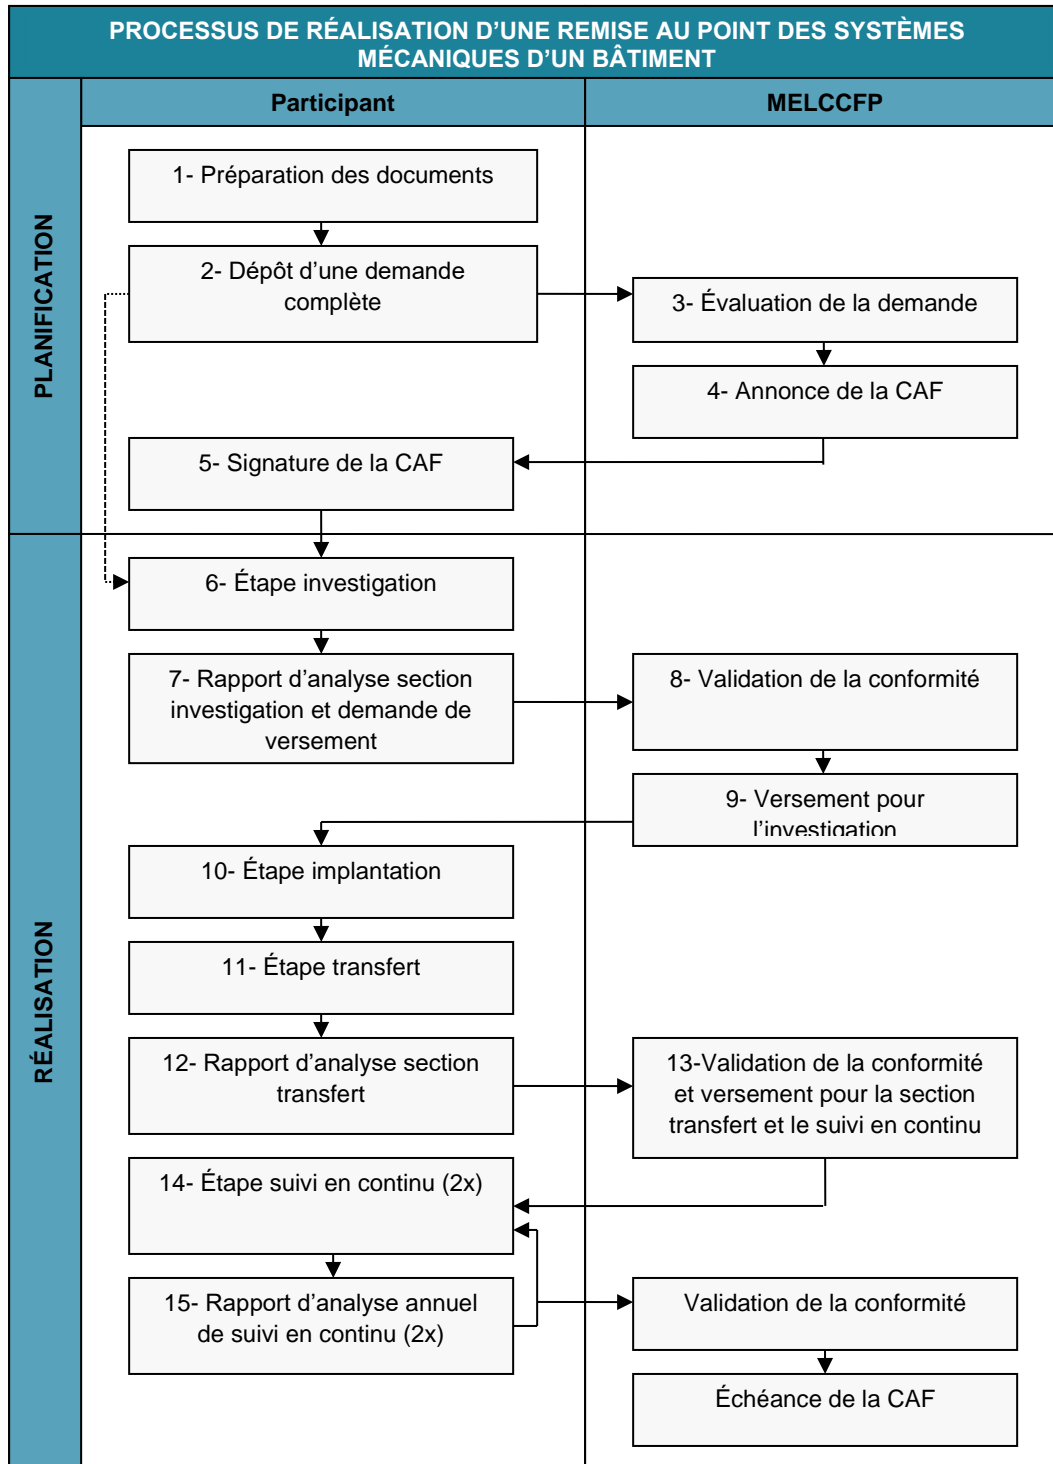 PROCESSUS DE RÉALISATION D’UNE REMISE AU POINT DES SYSTÈMES
MÉCANIQUES D’UN BÂTIMENT
Participant
MELCCFP
PLANIFICATION
1- Préparation des documents
2- Dépôt d’une demande
complète
3- Évaluation de la demande
4- Annonce de la CAF
5- Signature de la CAF
RÉALISATION
6- Étape investigation
7- Rapport d’analyse section
investigation et demande de
versement
8- Validation de la conformité
9- Versement pour
l’investigation
10- Étape implantation
11- Étape transfert
12- Rapport d’analyse section
transfert
13-Validation de la conformité
et versement pour la section
transfert et le suivi en continu
14- Étape suivi en continu (2x)
15- Rapport d’analyse annuel
de suivi en continu (2x)
Validation de la conformité
Échéance de la CAF